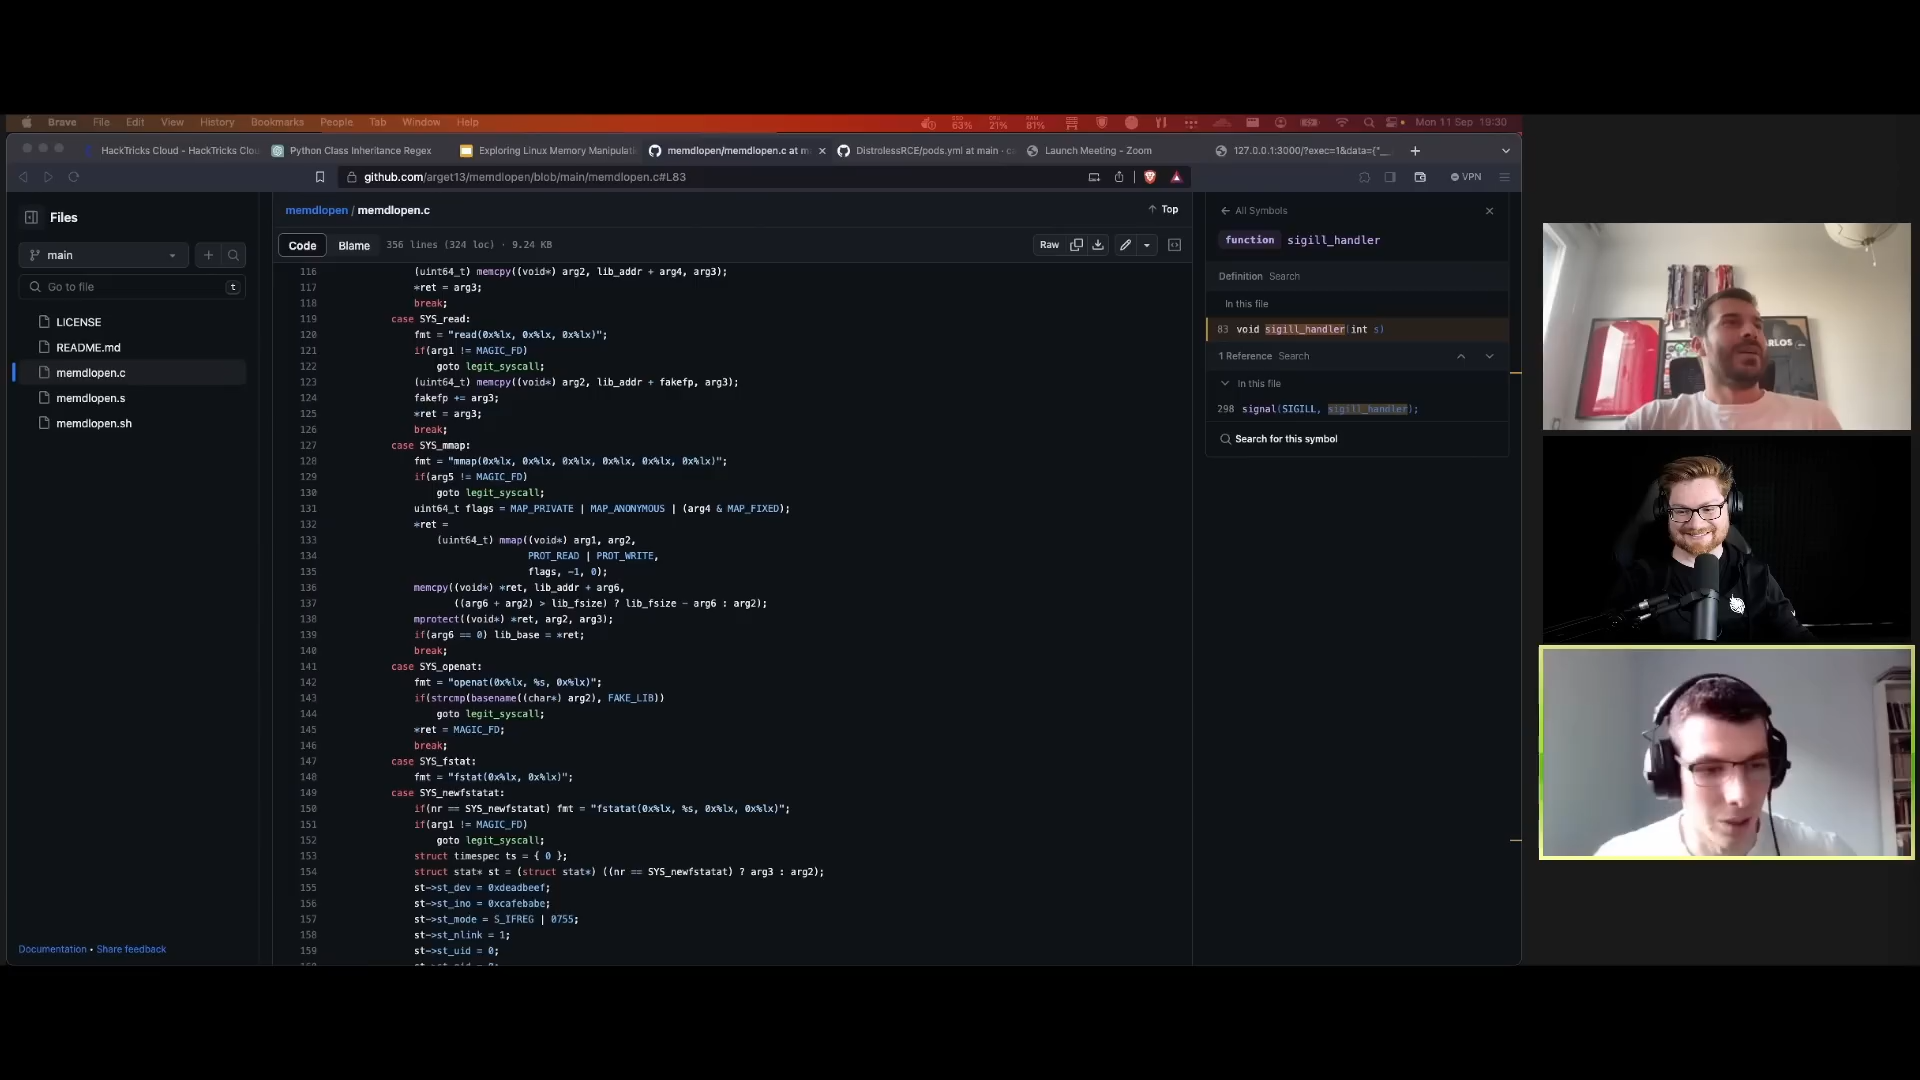 Brave File Edit View History Bookmarks People Tab Window Help
63% 21% 81% Mon 11 Sep 19:30
HackTricks Cloud - HackTricks Clou
Python Class Inheritance Regex
Exploring Linux Memory Manipulati
memdlopen/memdlopen.c at m
DistrolessRCE/pods.yml at main · c
Launch Meeting - Zoom
127.0.0.1:3000/?exec=1&data={"__
github.com/arget13/memdlopen/blob/main/memdlopen.c#L83
VPN
Files
main
Go to file t
LICENSE
README.md
memdlopen.c
memdlopen.s
memdlopen.sh
Documentation • Share feedback
memdlopen / memdlopen.c
Top
Code Blame 356 lines (324 loc) · 9.24 KB
Raw
116 (uint64_t) memcpy((void*) arg2, lib_addr + arg4, arg3);
117 *ret = arg3;
118 break;
119 case SYS_read:
120 fmt = "read(0x%lx, 0x%lx, 0x%lx)";
121 if(arg1 != MAGIC_FD)
122 goto legit_syscall;
123 (uint64_t) memcpy((void*) arg2, lib_addr + fakefp, arg3);
124 fakefp += arg3;
125 *ret = arg3;
126 break;
127 case SYS_mmap:
128 fmt = "mmap(0x%lx, 0x%lx, 0x%lx, 0x%lx, 0x%lx, 0x%lx)";
129 if(arg5 != MAGIC_FD)
130 goto legit_syscall;
131 uint64_t flags = MAP_PRIVATE | MAP_ANONYMOUS | (arg4 & MAP_FIXED);
132 *ret =
133 (uint64_t) mmap((void*) arg1, arg2,
134 PROT_READ | PROT_WRITE,
135 flags, -1, 0);
136 memcpy((void*) *ret, lib_addr + arg6,
137 ((arg6 + arg2) > lib_fsize) ? lib_fsize - arg6 : arg2);
138 mprotect((void*) *ret, arg2, arg3);
139 if(arg6 == 0) lib_base = *ret;
140 break;
141 case SYS_openat:
142 fmt = "openat(0x%lx, %s, 0x%lx)";
143 if(strcmp(basename((char*) arg2), FAKE_LIB))
144 goto legit_syscall;
145 *ret = MAGIC_FD;
146 break;
147 case SYS_fstat:
148 fmt = "fstat(0x%lx, 0x%lx)";
149 case SYS_newfstatat:
150 if(nr == SYS_newfstatat) fmt = "fstatat(0x%lx, %s, 0x%lx, 0x%lx)";
151 if(arg1 != MAGIC_FD)
152 goto legit_syscall;
153 struct timespec ts = { 0 };
154 struct stat* st = (struct stat*) ((nr == SYS_newfstatat) ? arg3 : arg2);
155 st->st_dev = 0xdeadbeef;
156 st->st_ino = 0xcafebabe;
157 st->st_mode = S_IFREG | 0755;
158 st->st_nlink = 1;
159 st->st_uid = 0;
All Symbols
function sigill_handler
Definition Search
In this file
83 void sigill_handler(int s)
1 Reference Search
In this file
298 signal(SIGILL, sigill_handler);
Search for this symbol